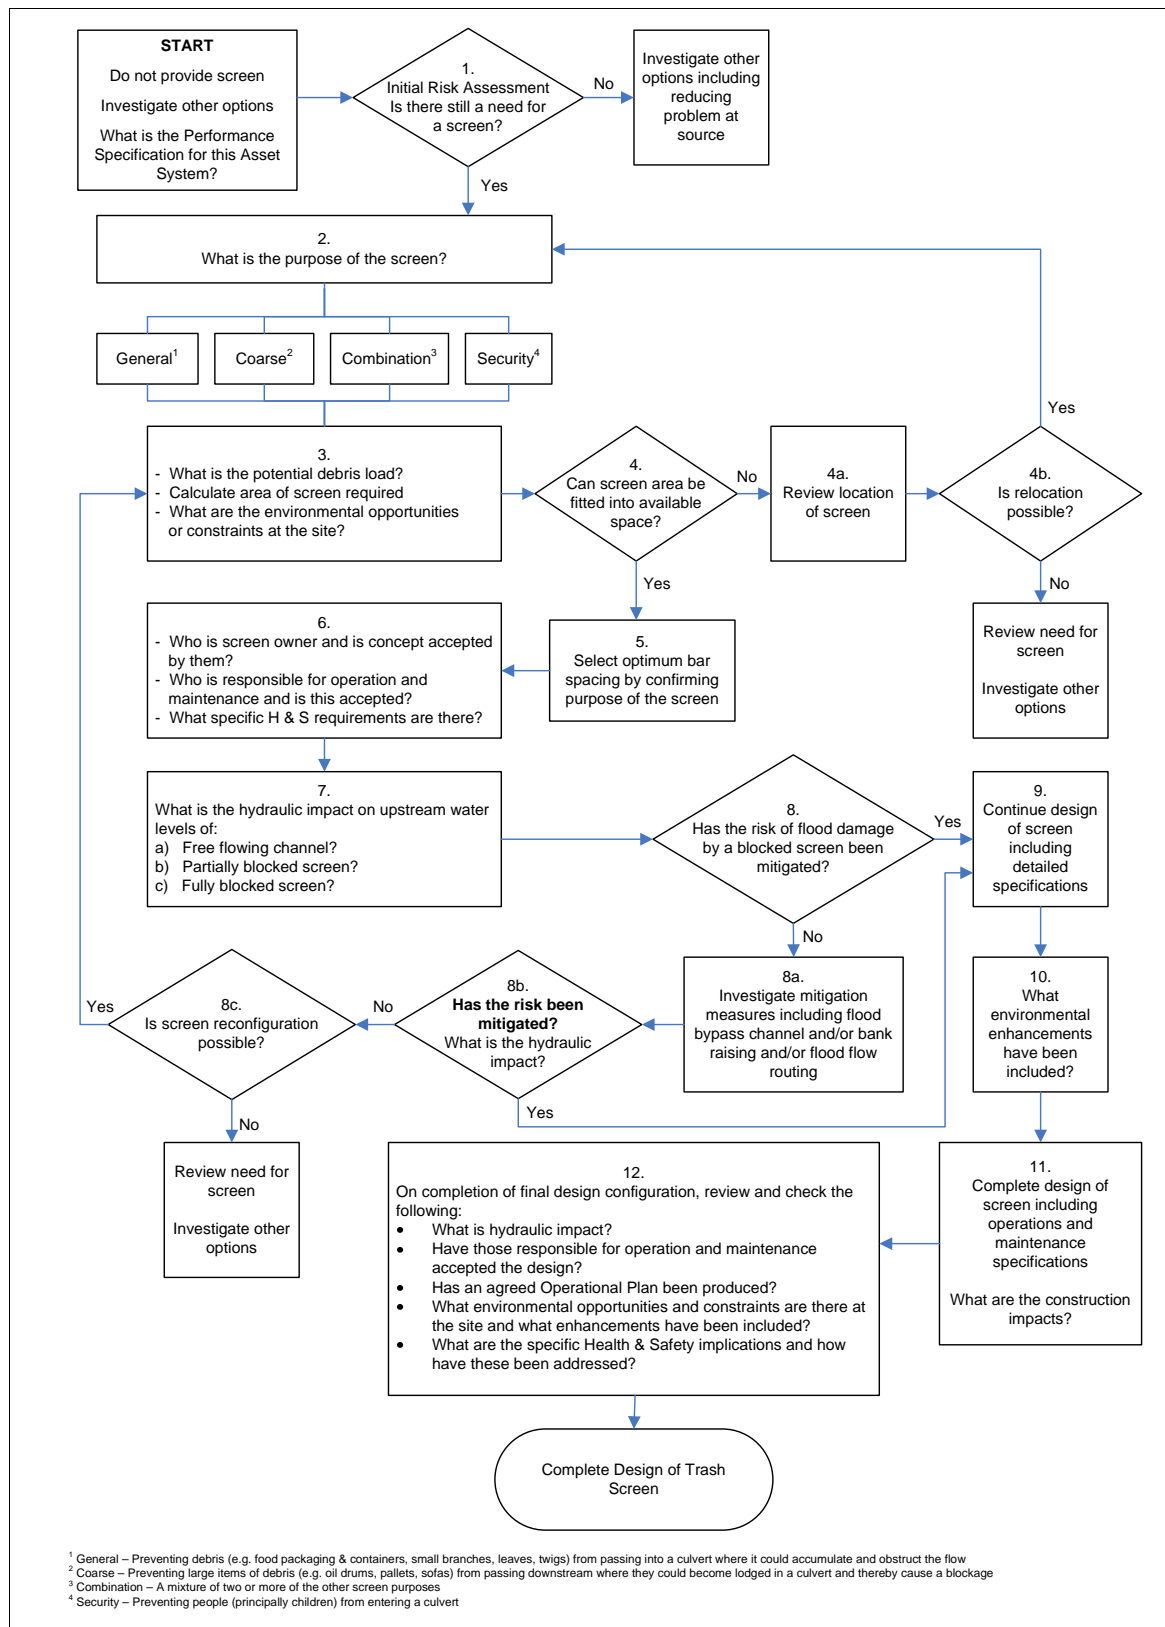 START
Do not provide screen
Investigate other options
What is the Performance
Specification for this Asset
System?
1.
Initial Risk Assessment
Is there still a need for
a screen?
No
Investigate other
options including
reducing
problem at
source
Yes
2.
What is the purpose of the screen?
General¹
Coarse²
Combination³
Security⁴
3.
- What is the potential debris load?
- Calculate area of screen required
- What are the environmental opportunities
or constraints at the site?
4.
Can screen area be
fitted into available
space?
No
4a.
Review location
of screen
4b.
Is relocation
possible?
Yes
Yes
No
Review need for
screen
Investigate other
options
5.
Select optimum bar
spacing by confirming
purpose of the screen
6.
- Who is screen owner and is concept accepted
by them?
- Who is responsible for operation and
maintenance and is this accepted?
- What specific H & S requirements are there?
7.
What is the hydraulic impact on upstream water
levels of:
a) Free flowing channel?
b) Partially blocked screen?
c) Fully blocked screen?
8.
Has the risk of flood damage
by a blocked screen been
mitigated?
Yes
No
9.
Continue design
of screen
including
detailed
specifications
8a.
Investigate mitigation
measures including flood
bypass channel and/or bank
raising and/or flood flow
routing
8b.
Has the risk been
mitigated?
What is the hydraulic
impact?
No
Yes
8c.
Is screen reconfiguration
possible?
Yes
No
Review need for
screen
Investigate other
options
10.
What
environmental
enhancements
have been
included?
11.
Complete design of
screen including
operations and
maintenance
specifications
What are the construction
impacts?
12.
On completion of final design configuration, review and check the
following:
• What is hydraulic impact?
• Have those responsible for operation and maintenance
accepted the design?
• Has an agreed Operational Plan been produced?
• What environmental opportunities and constraints are there at
the site and what enhancements have been included?
• What are the specific Health & Safety implications and how
have these been addressed?
Complete Design of Trash
Screen
¹ General – Preventing debris (e.g. food packaging & containers, small branches, leaves, twigs) from passing into a culvert where it could accumulate and obstruct the flow
² Coarse – Preventing large items of debris (e.g. oil drums, pallets, sofas) from passing downstream where they could become lodged in a culvert and thereby cause a blockage
³ Combination – A mixture of two or more of the other screen purposes
⁴ Security – Preventing people (principally children) from entering a culvert